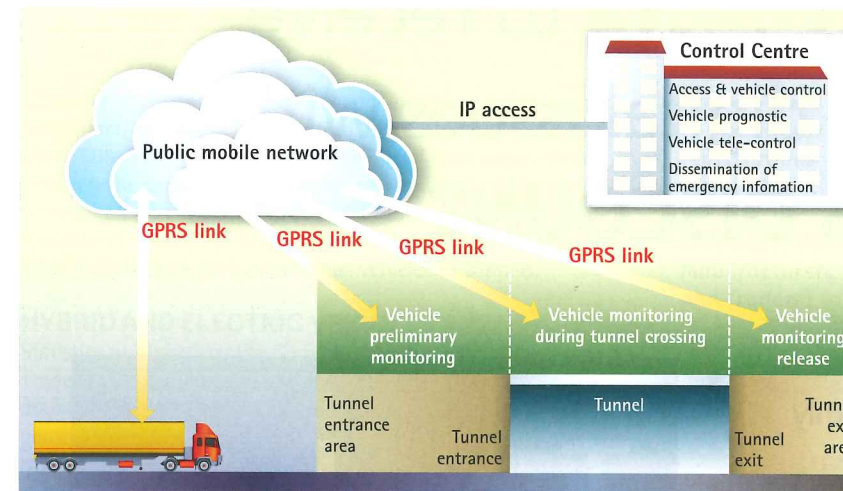 Control Centre
Access & vehicle control
Vehicle prognostic
Vehicle tele-control
Dissemination of
emergency infomation
IP access
Public mobile network
GPRS link
GPRS link
GPRS link
GPRS link
Vehicle
preliminary
monitoring
Vehicle monitoring
during tunnel crossing
Vehicle
monitoring
release
Tunnel
entrance
area
Tunnel
entrance
Tunnel
Tunnel
exit